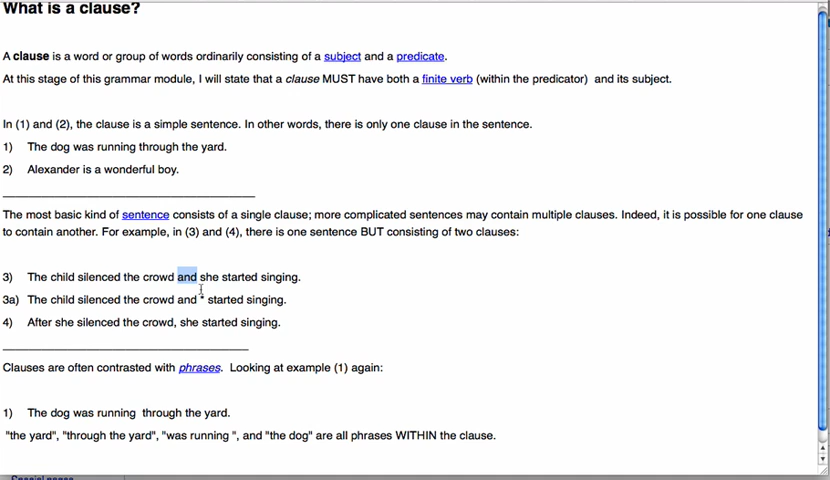 What is a clause?
A clause is a word or group of words ordinarily consisting of a subject and a predicate.
At this stage of this grammar module, I will state that a clause MUST have both a finite verb (within the predicator)  and its subject.
In (1) and (2), the clause is a simple sentence. In other words, there is only one clause in the sentence.
1)    The dog was running through the yard.
2)    Alexander is a wonderful boy.
The most basic kind of sentence consists of a single clause; more complicated sentences may contain multiple clauses. Indeed, it is possible for one clause
to contain another. For example, in (3) and (4), there is one sentence BUT consisting of two clauses:
3)    The child silenced the crowd and she started singing.
3a)  The child silenced the crowd and * started singing.
4)    After she silenced the crowd, she started singing.
Clauses are often contrasted with phrases.  Looking at example (1) again:
1)    The dog was running  through the yard.
"the yard", "through the yard", "was running ", and "the dog" are all phrases WITHIN the clause.